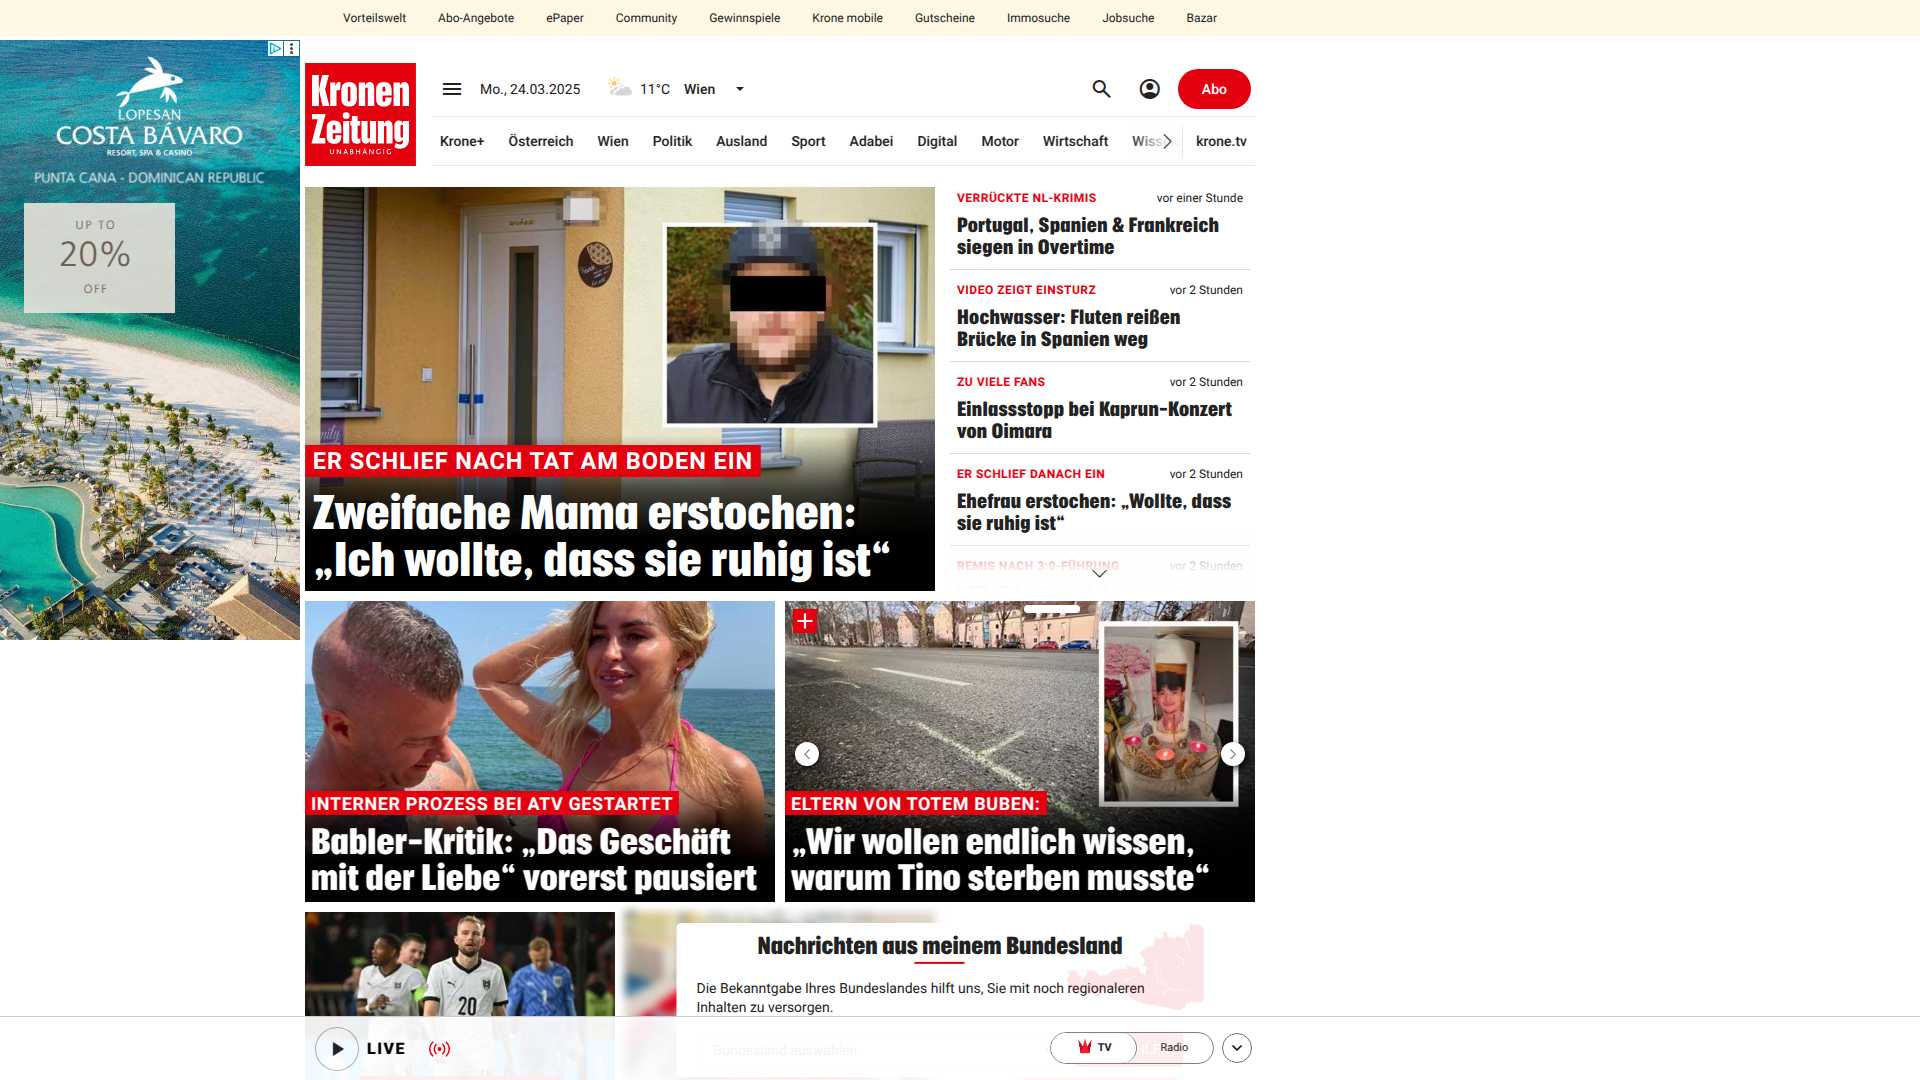 Vorteilswelt Abo-Angebote ePaper Community Gewinnspiele Krone mobile Gutscheine Immosuche Jobsuche Bazar
LOPESAN
COSTA BÁVARO
RESORT, SPA & CASINO
PUNTA CANA - DOMINICAN REPUBLIC
UP TO
20%
OFF
Kronen
Zeitung
UNABHÄNGIG
Mo., 24.03.2025 11°C Wien
Abo
Krone+ Österreich Wien Politik Ausland Sport Adabei Digital Motor Wirtschaft Wiss krone.tv
ER SCHLIEF NACH TAT AM BODEN EIN
Zweifache Mama erstochen:
„Ich wollte, dass sie ruhig ist“
VERRÜCKTE NL-KRIMIS vor einer Stunde
Portugal, Spanien & Frankreich
siegen in Overtime
VIDEO ZEIGT EINSTURZ vor 2 Stunden
Hochwasser: Fluten reißen
Brücke in Spanien weg
ZU VIELE FANS vor 2 Stunden
Einlassstopp bei Kaprun-Konzert
von Oimara
ER SCHLIEF DANACH EIN vor 2 Stunden
Ehefrau erstochen: „Wollte, dass
sie ruhig ist“
REMIS NACH 3:0-FÜHRUNG vor 2 Stunden
INTERNER PROZESS BEI ATV GESTARTET
Babler-Kritik: „Das Geschäft
mit der Liebe“ vorerst pausiert
ELTERN VON TOTEM BUBEN:
„Wir wollen endlich wissen,
warum Tino sterben musste“
20
1
Nachrichten aus meinem Bundesland
Die Bekanntgabe Ihres Bundeslandes hilft uns, Sie mit noch regionaleren
Inhalten zu versorgen.
Bundesland auswählen
LIVE
TV Radio